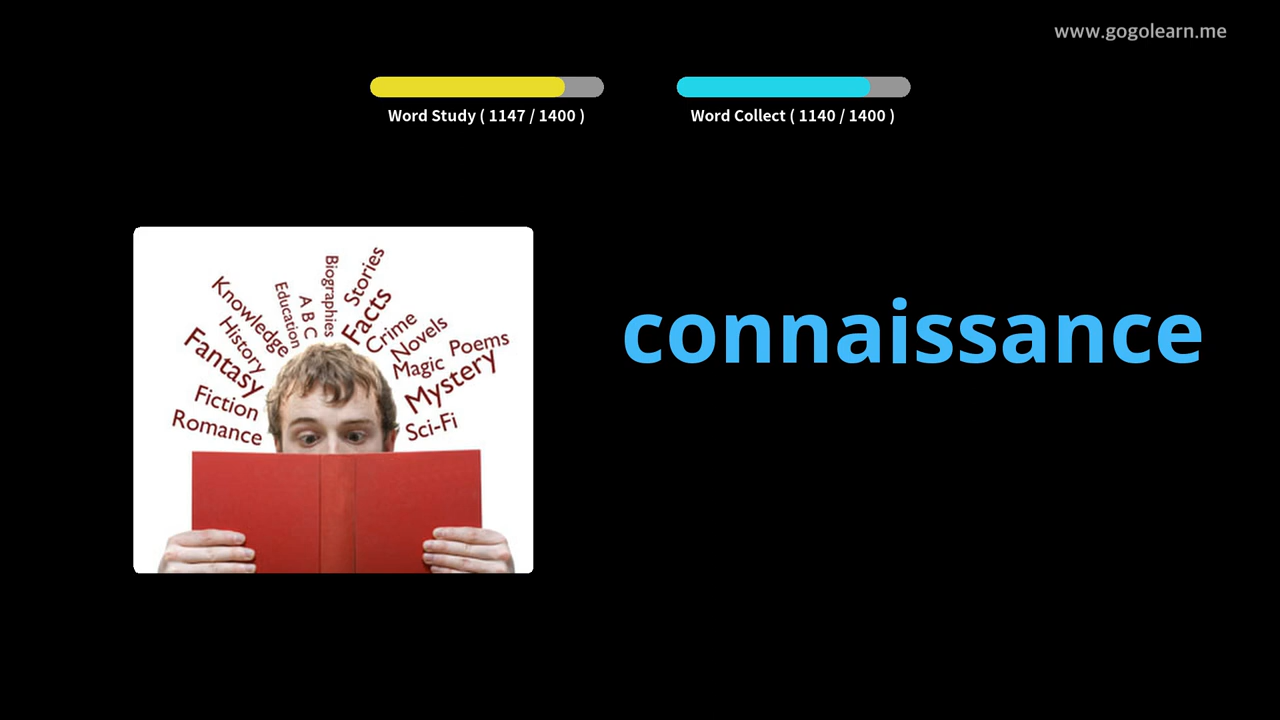 www.gogolearn.me
Word Study ( 1147 / 1400 )
Word Collect ( 1140 / 1400 )
connaissance
Biographies
Stories
Education
A B C
Facts
Knowledge
Crime
History
Novels
Fantasy
Magic
Poems
Mystery
Fiction
Romance
Sci-Fi